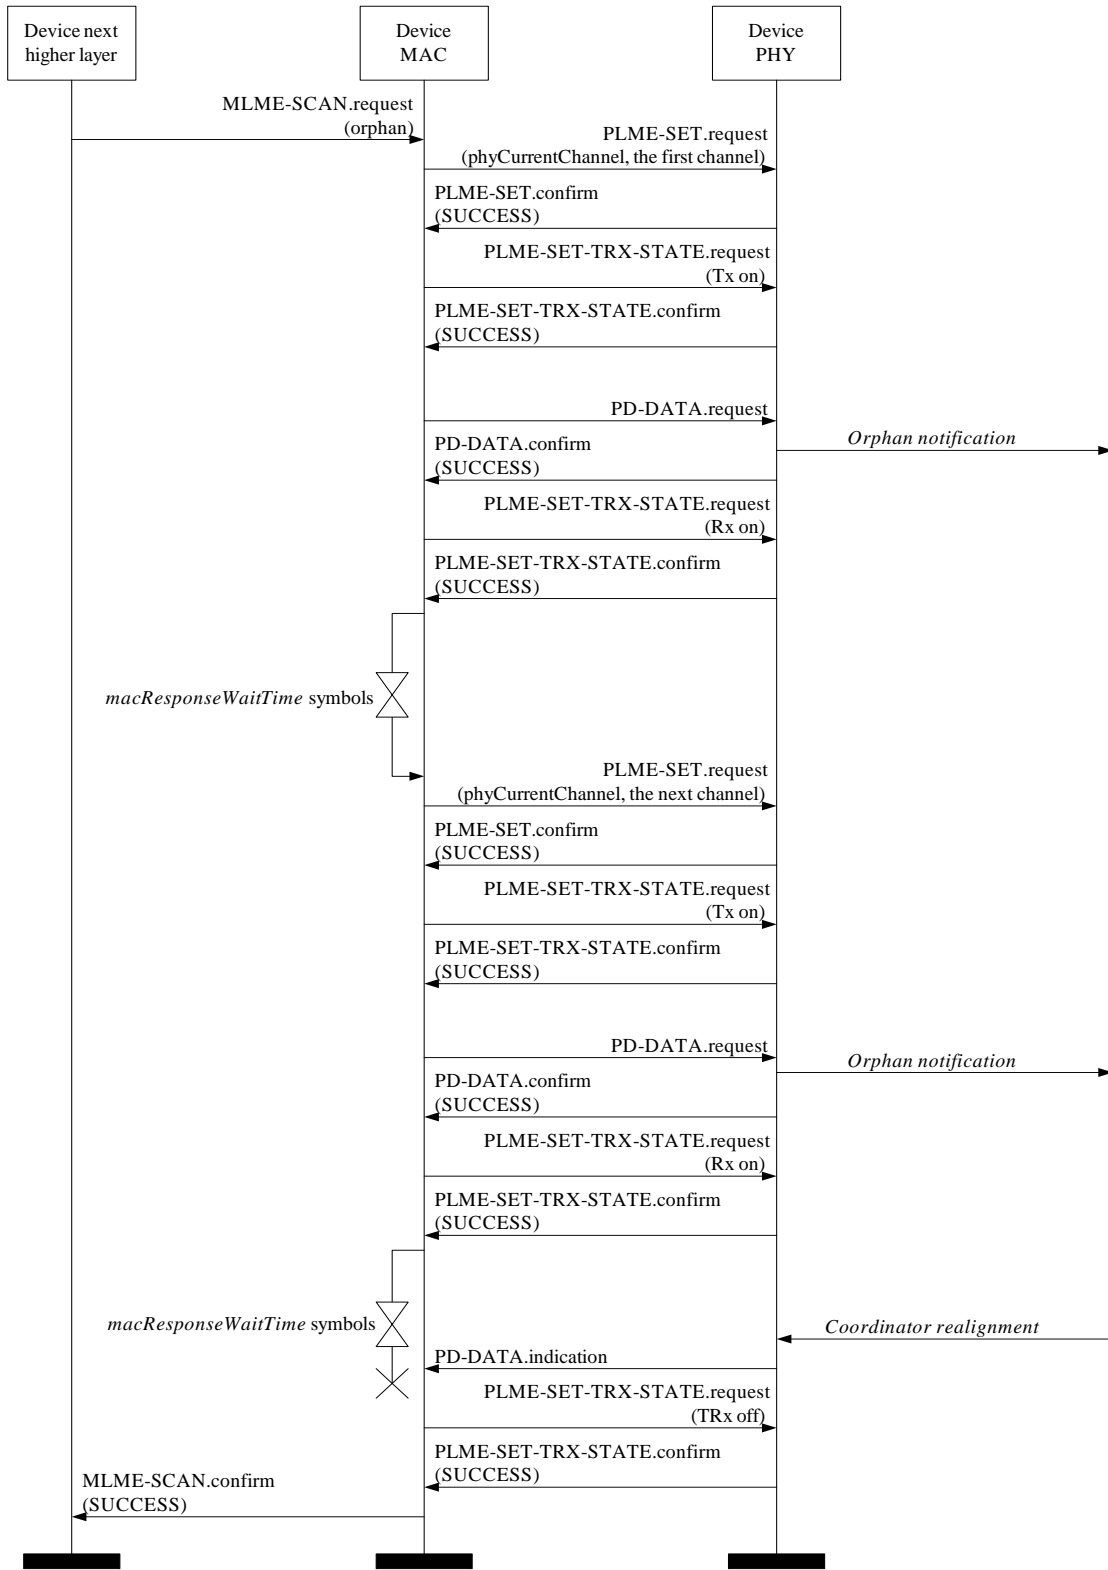 Device next
higher layer
Device
MAC
Device
PHY
MLME-SCAN.request
(orphan)
PLME-SET.request
(phyCurrentChannel, the first channel)
PLME-SET.confirm
(SUCCESS)
PLME-SET-TRX-STATE.request
(Tx on)
PLME-SET-TRX-STATE.confirm
(SUCCESS)
PD-DATA.request
Orphan notification
PD-DATA.confirm
(SUCCESS)
PLME-SET-TRX-STATE.request
(Rx on)
PLME-SET-TRX-STATE.confirm
(SUCCESS)
macResponseWaitTime symbols
PLME-SET.request
(phyCurrentChannel, the next channel)
PLME-SET.confirm
(SUCCESS)
PLME-SET-TRX-STATE.request
(Tx on)
PLME-SET-TRX-STATE.confirm
(SUCCESS)
PD-DATA.request
Orphan notification
PD-DATA.confirm
(SUCCESS)
PLME-SET-TRX-STATE.request
(Rx on)
PLME-SET-TRX-STATE.confirm
(SUCCESS)
macResponseWaitTime symbols
Coordinator realignment
PD-DATA.indication
PLME-SET-TRX-STATE.request
(TRx off)
PLME-SET-TRX-STATE.confirm
(SUCCESS)
MLME-SCAN.confirm
(SUCCESS)